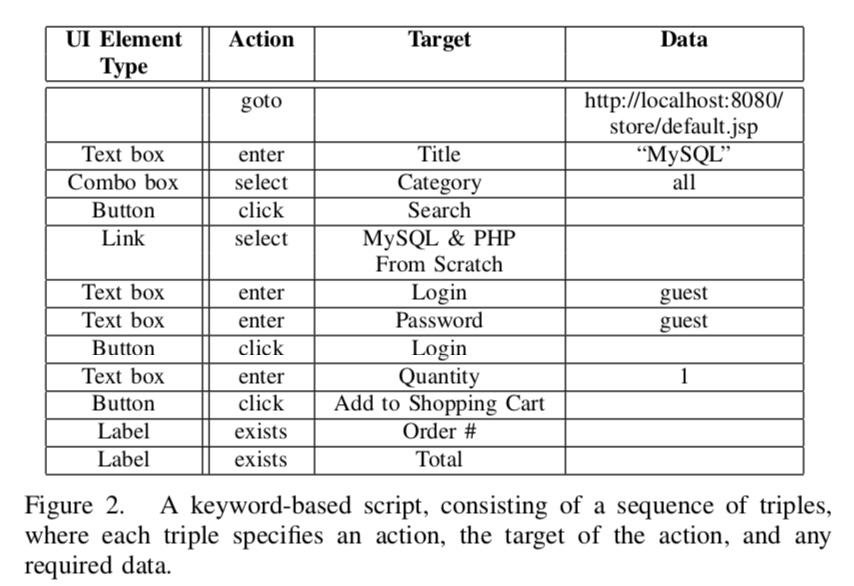 UI Element Type Action Target Data
goto http://localhost:8080/store/default.jsp
Text box enter Title “MySQL”
Combo box select Category all
Button click Search
Link select MySQL & PHP From Scratch
Text box enter Login guest
Text box enter Password guest
Button click Login
Text box enter Quantity 1
Button click Add to Shopping Cart
Label exists Order #
Label exists Total
Figure 2. A keyword-based script, consisting of a sequence of triples,
where each triple specifies an action, the target of the action, and any
required data.